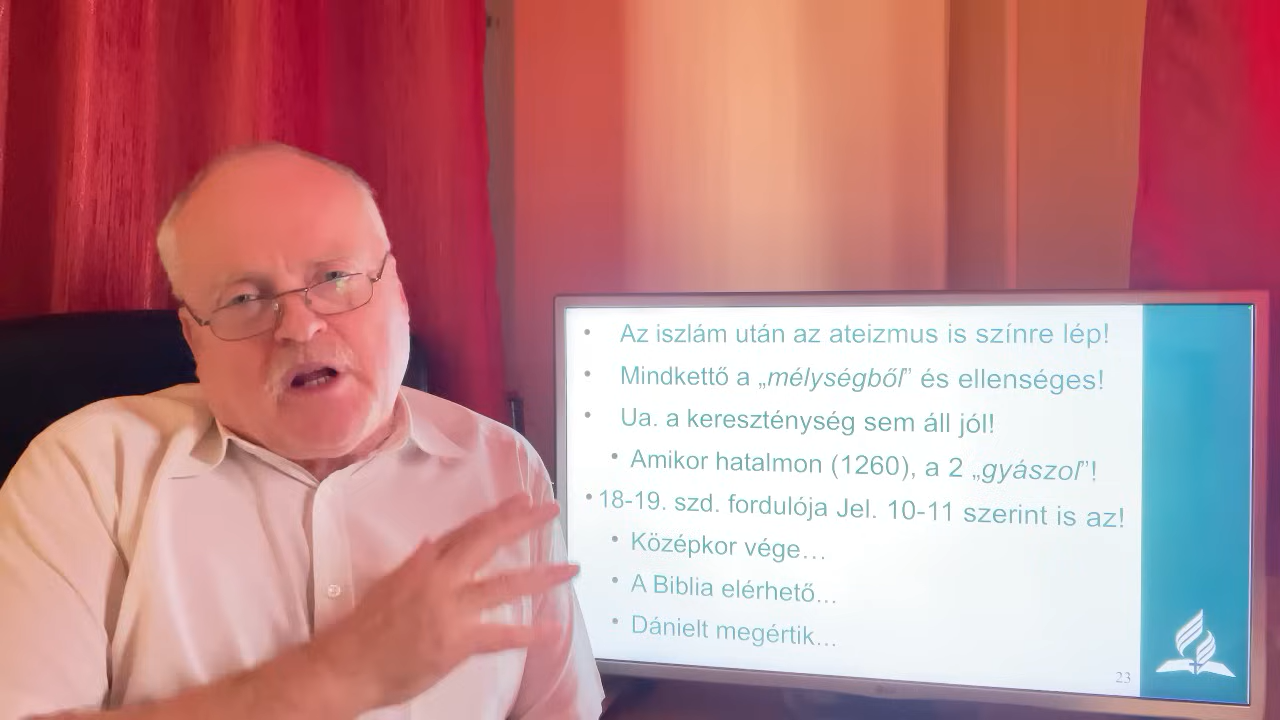 • Az iszlám után az ateizmus is színre lép!
• Mindkettő a „mélységből” és ellenséges!
• Ua. a kereszténység sem áll jól!
• Amikor hatalmon (1260), a 2 „gyászol”!
• 18-19. szd. fordulója Jel. 10-11 szerint is az!
• Középkor vége...
• A Biblia elérhető...
• Dánielt megértik...
23